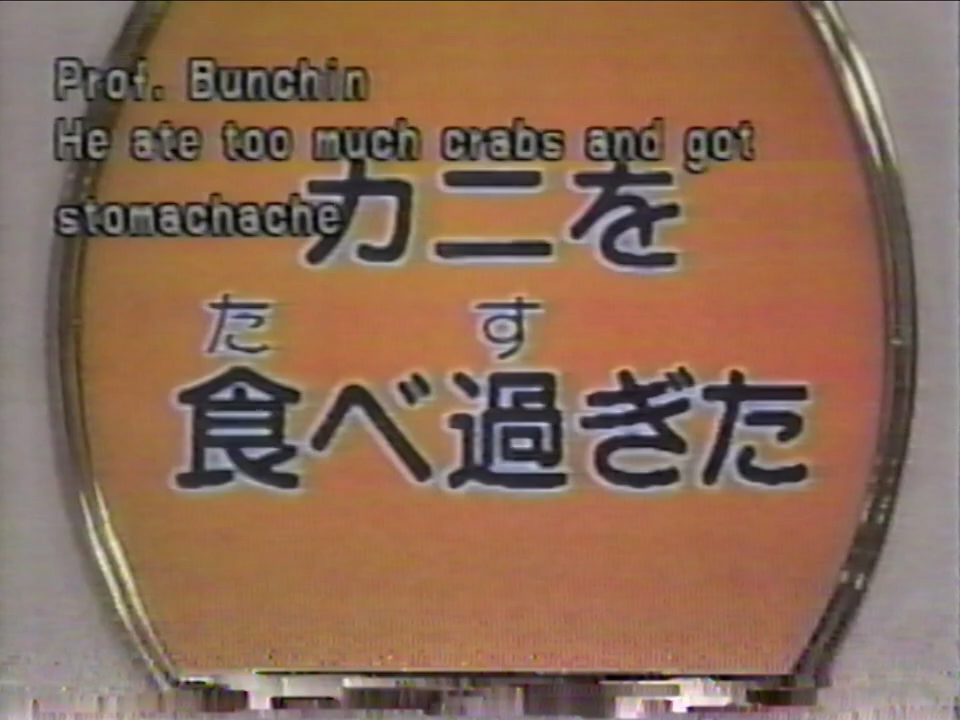 Prof. Bunchin
He ate too much crabs and got
stomachache
カニを
た す
食べ過ぎた